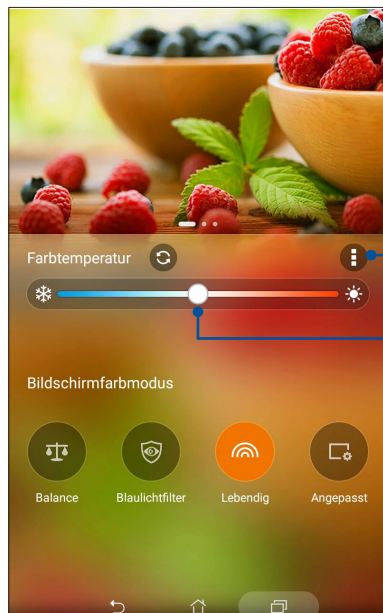 Farbtemperatur
Bildschirmfarbmodus
Balance Blaulichtfilter Lebendig Angepasst